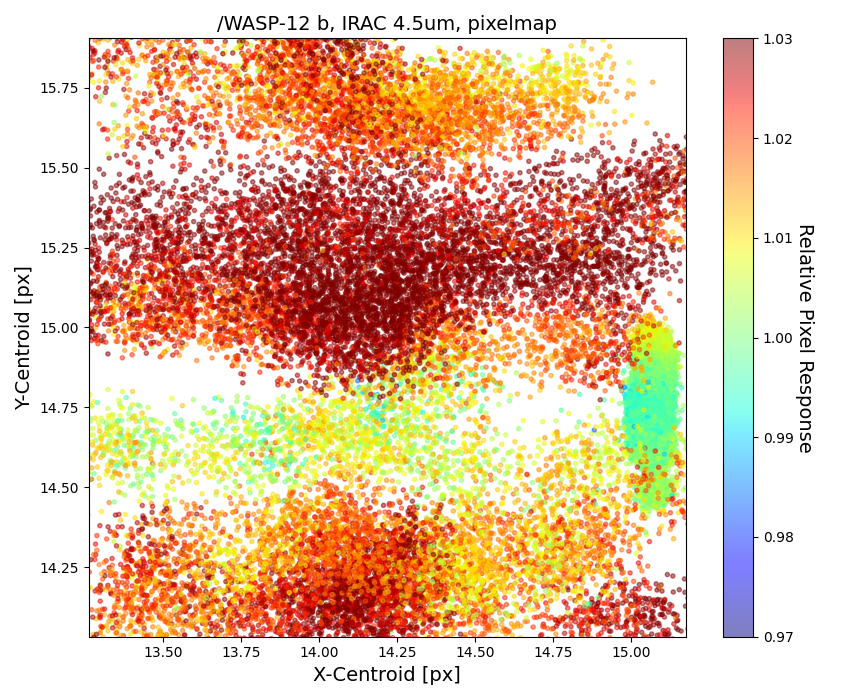 /WASP-12 b, IRAC 4.5um, pixelmap
15.75
15.50
15.25
15.00
14.75
14.50
14.25
Y-Centroid [px]
13.50 13.75 14.00 14.25 14.50 14.75 15.00
X-Centroid [px]
1.03
1.02
1.01
1.00
0.99
0.98
0.97
Relative Pixel Response